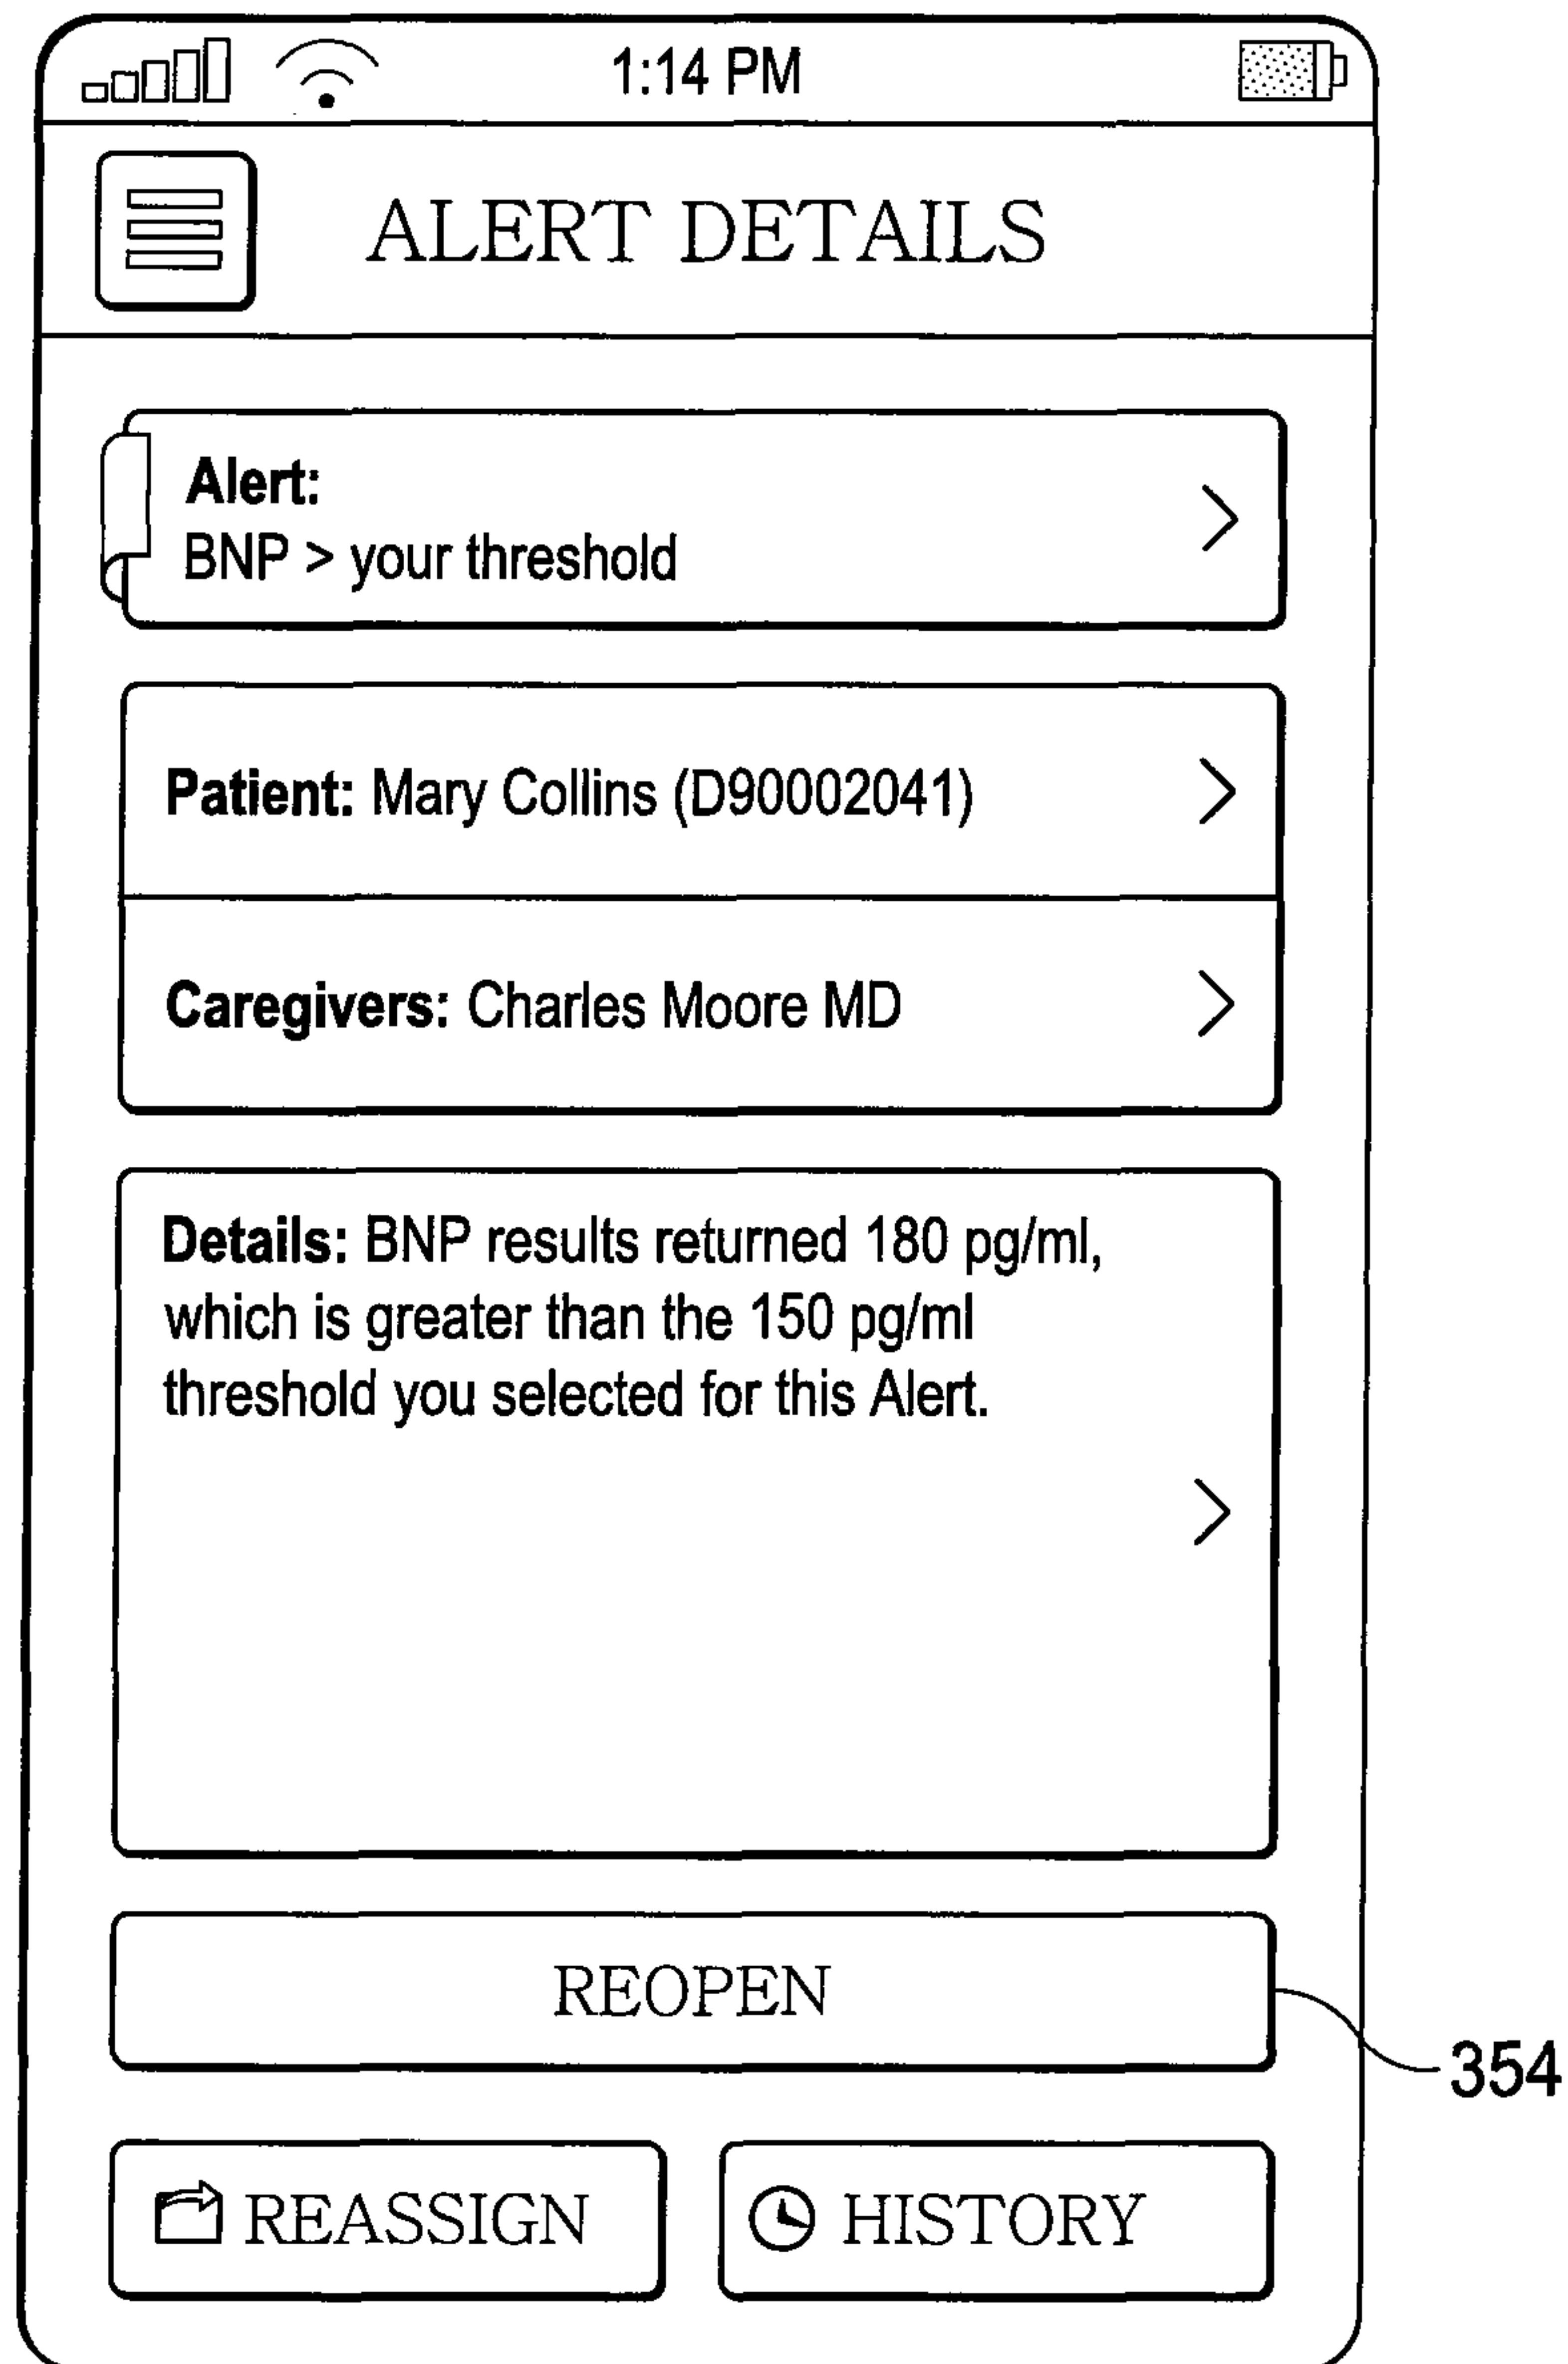 1:14 PM
ALERT DETAILS
Alert:
BNP > your threshold
Patient: Mary Collins (D90002041)
Caregivers: Charles Moore MD
Details: BNP results returned 180 pg/ml,
which is greater than the 150 pg/ml
threshold you selected for this Alert.
REOPEN
354
REASSIGN
HISTORY